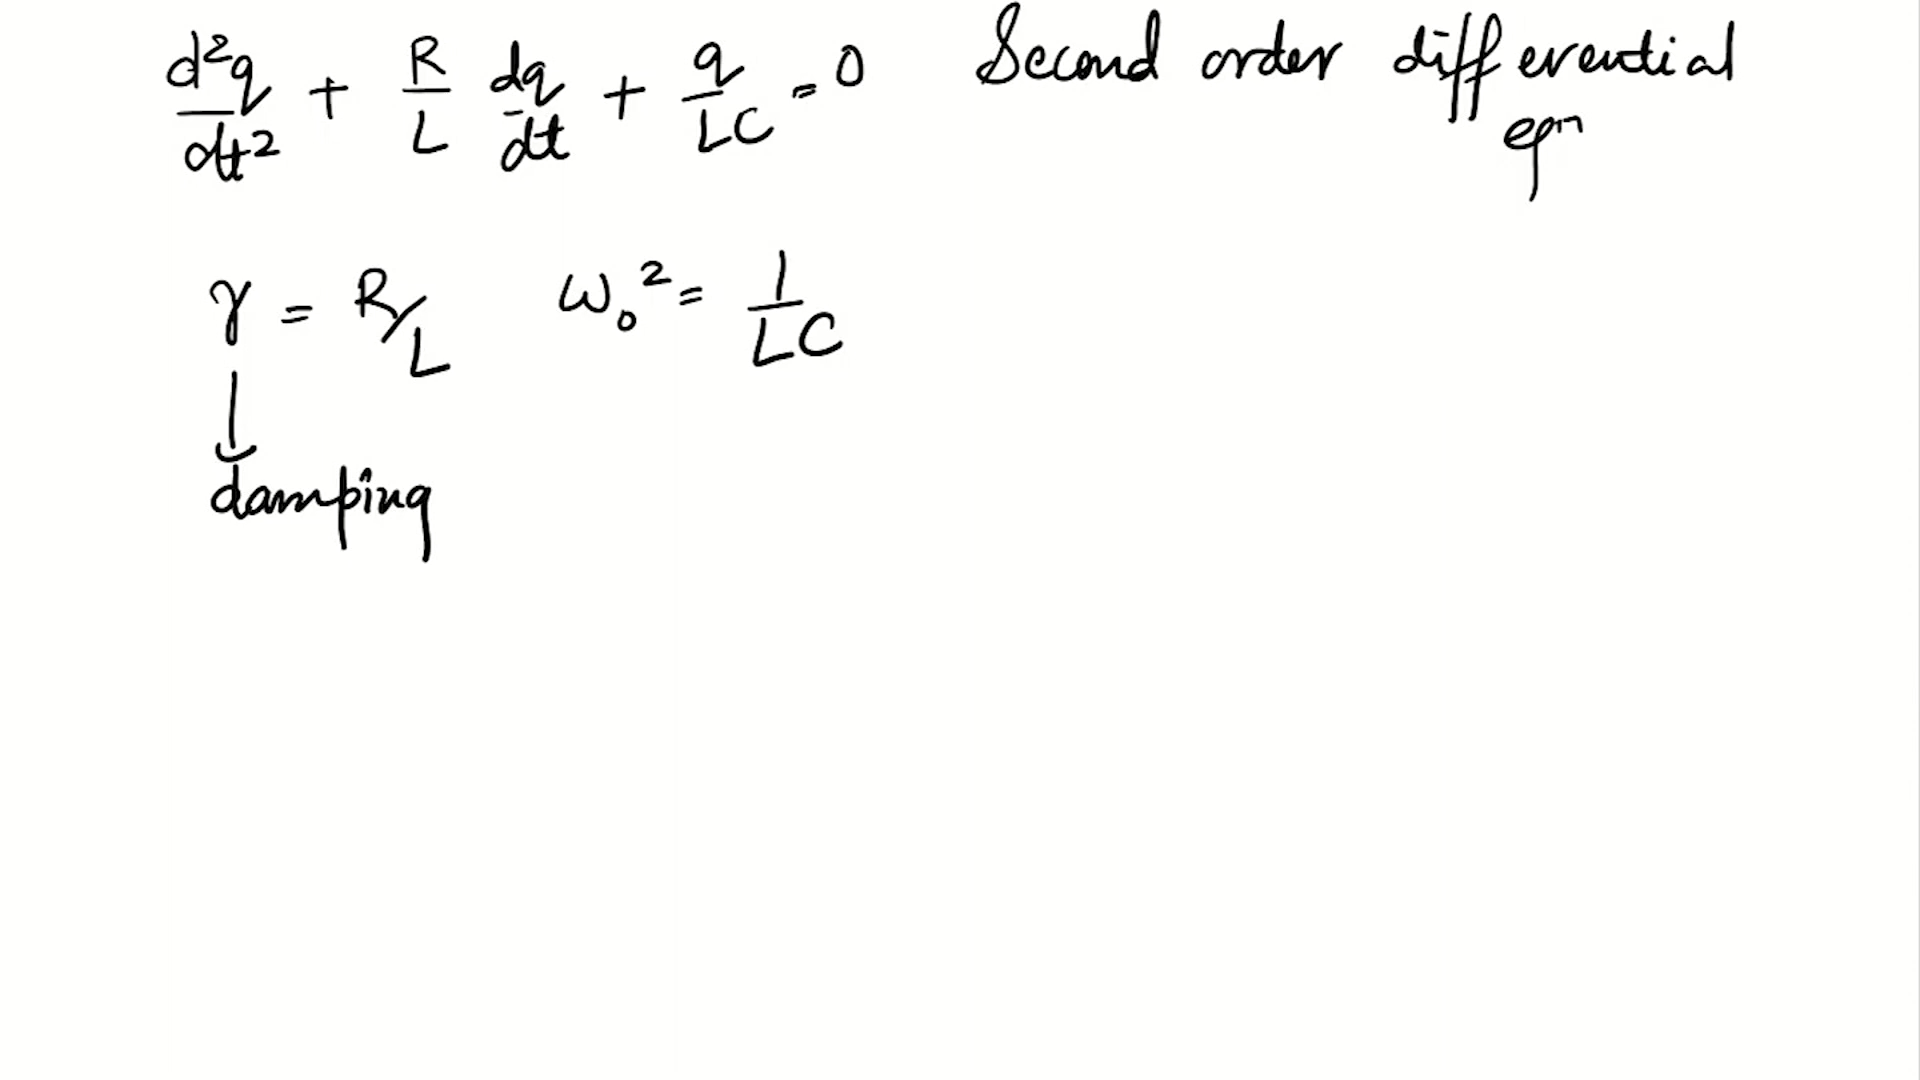 d²q/dt² + R/L dq/dt + q/LC = 0 Second order differential
eqn
γ = R/L ω₀² = 1/LC
damping